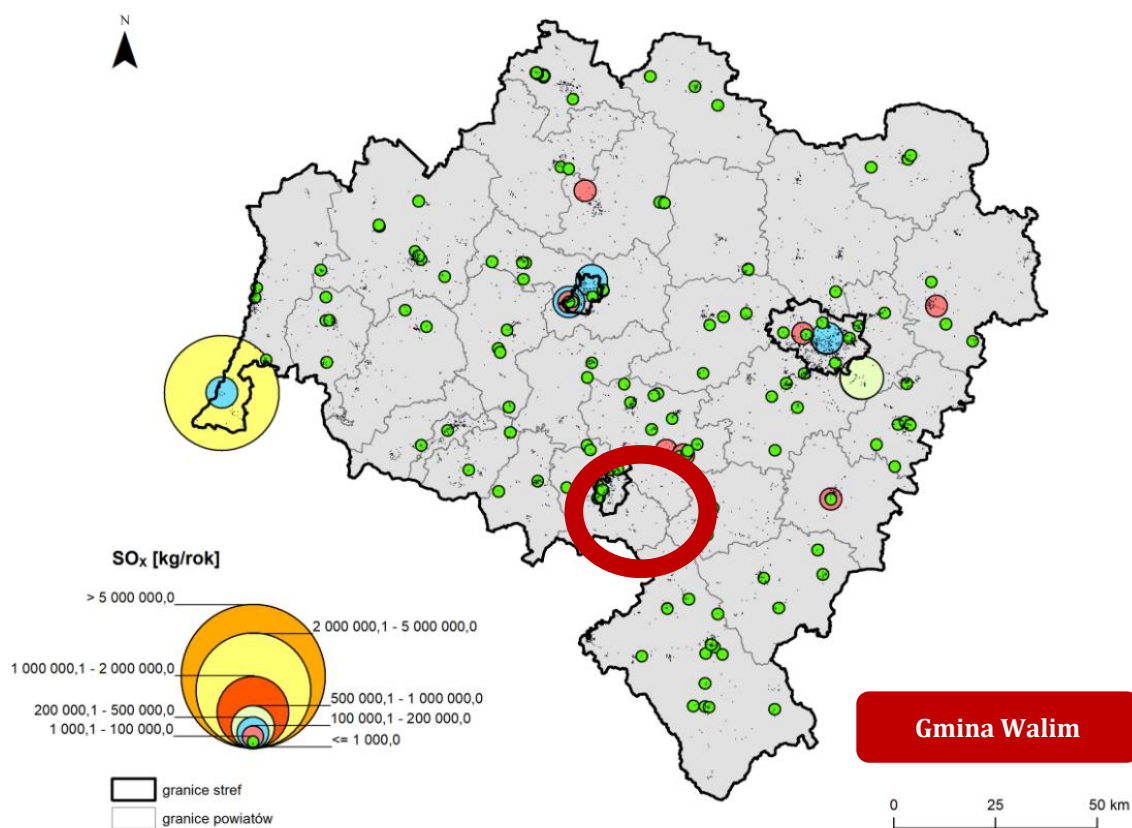 N
SOₓ [kg/rok]
> 5 000 000,0
2 000 000,1 - 5 000 000,0
1 000 000,1 - 2 000 000,0
500 000,1 - 1 000 000,0
200 000,1 - 500 000,0
100 000,1 - 200 000,0
1 000,1 - 100 000,0
<= 1 000,0
granice stref
granice powiatów
Gmina Walim
0 25 50 km